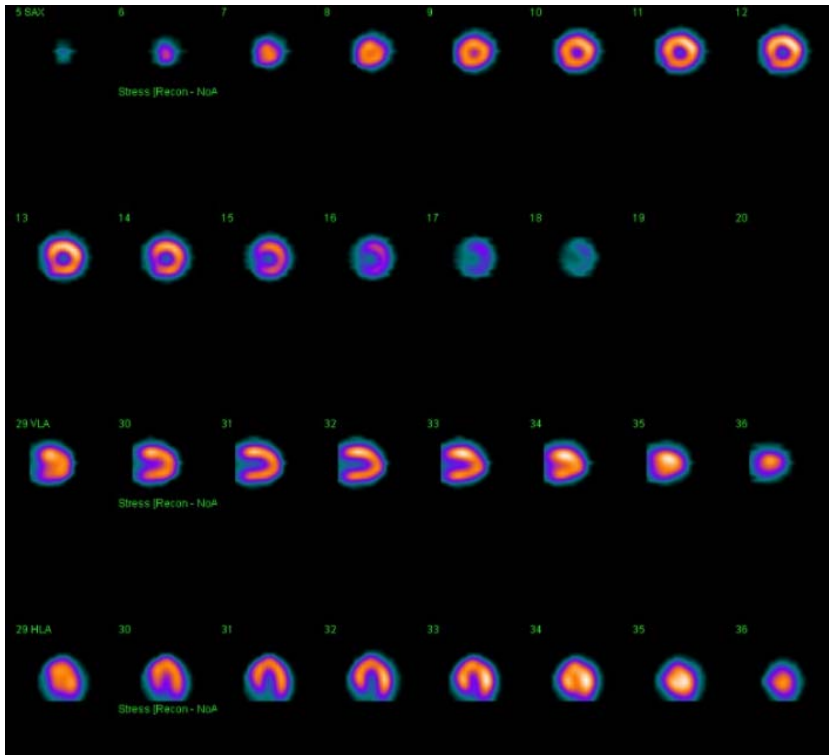 5 SAX 6 7 8 9 10 11 12
Stress [Recon - NoA
13 14 15 16 17 18 19 20
29 VLA 30 31 32 33 34 35 36
Stress [Recon - NoA
29 HLA 30 31 32 33 34 35 36
Stress [Recon - NoA